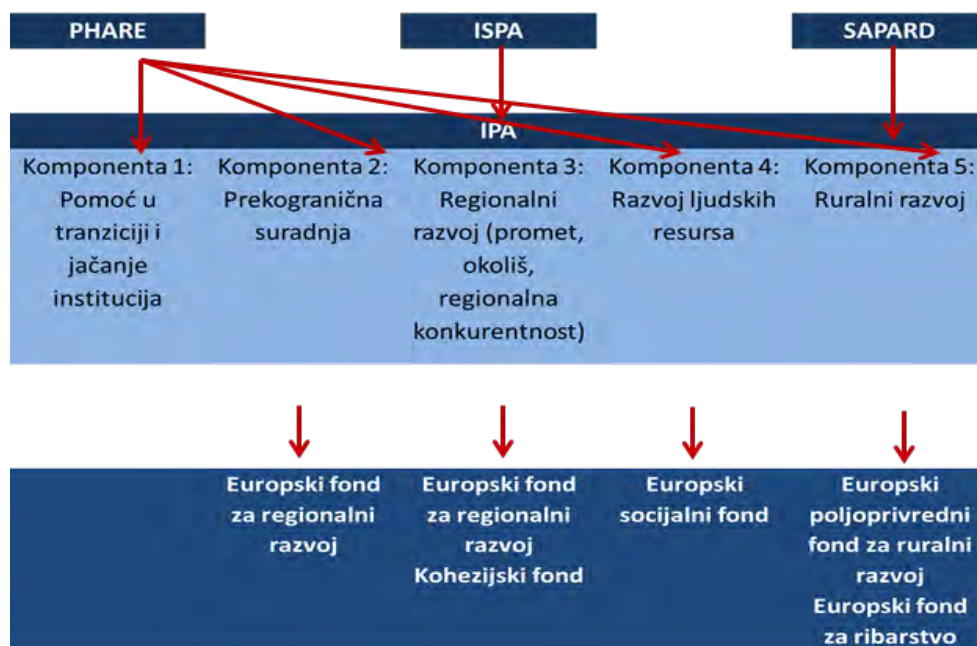 PHARE
ISPA
SAPARD
IPA
Komponenta 1:
Pomoć u
tranziciji i
jačanje
institucija
Komponenta 2:
Prekogranična
suradnja
Komponenta 3:
Regionalni
razvoj (promet,
okoliš,
regionalna
konkurentnost)
Komponenta 4:
Razvoj ljudskih
resursa
Komponenta 5:
Ruralni razvoj
Europski fond
za regionalni
razvoj
Europski fond
za regionalni
razvoj
Kohezijski fond
Europski
socijalni fond
Europski
poljoprivredni
fond za ruralni
razvoj
Europski fond
za ribarstvo